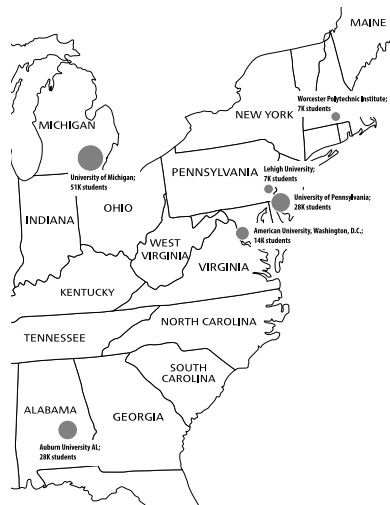 MAINE
Worcester Polytechnic Institute;
7K students
NEW YORK
MICHIGAN
University of Michigan;
51K students
PENNSYLVANIA
Lehigh University;
7K students
University of Pennsylvania;
28K students
OHIO
INDIANA
American University, Washington, D.C.;
14K students
WEST
VIRGINIA
VIRGINIA
KENTUCKY
NORTH CAROLINA
TENNESSEE
SOUTH
CAROLINA
ALABAMA
GEORGIA
Auburn University AL;
28K students